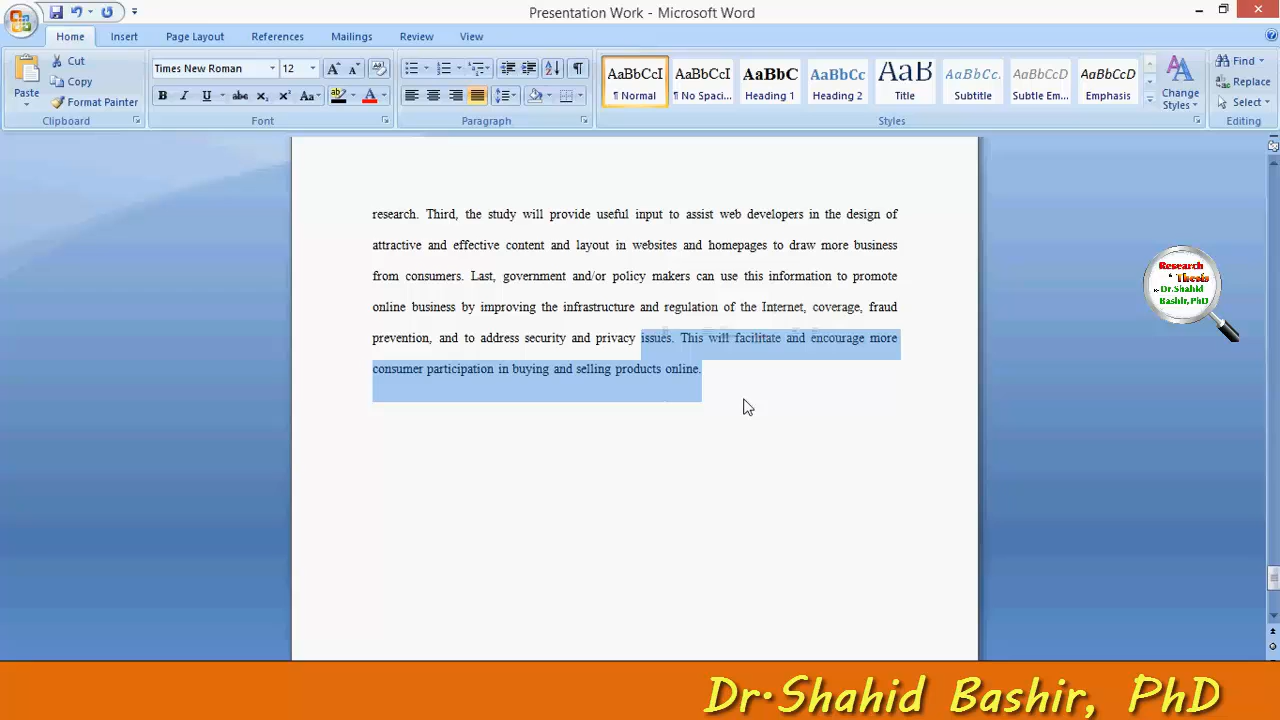 Presentation Work - Microsoft Word
Home Insert Page Layout References Mailings Review View
Paste
Cut
Copy
Format Painter
Clipboard
Times New Roman 12
B I U abc x₂ x² Aa
Font
Paragraph
AaBbCcI AaBbCcI AaBbC AaBbCc AaB AaBbCc. AaBbCcD AaBbCcD
¶ Normal ¶ No Spaci... Heading 1 Heading 2 Title Subtitle Subtle Em... Emphasis
Styles
Change
Styles
Find
Replace
Select
Editing
research. Third, the study will provide useful input to assist web developers in the design of
attractive and effective content and layout in websites and homepages to draw more business
from consumers. Last, government and/or policy makers can use this information to promote
online business by improving the infrastructure and regulation of the Internet, coverage, fraud
prevention, and to address security and privacy issues. This will facilitate and encourage more
consumer participation in buying and selling products online.
Research
Thesis
Dr.Shahid
Bashir, PhD
Dr.Shahid Bashir, PhD